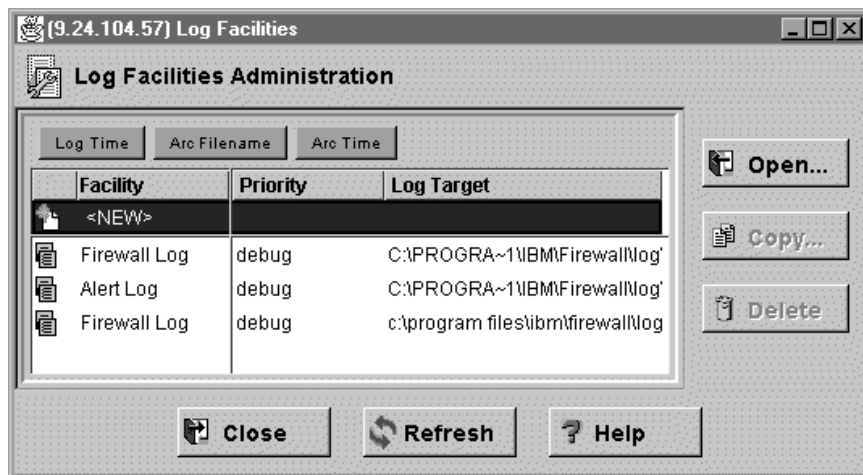 (9.24.104.57) Log Facilities
Log Facilities Administration
Log Time Arc Filename Arc Time
Facility Priority Log Target
<NEW>
Firewall Log debug C:\PROGRA~1\IBM\Firewall\log'
Alert Log debug C:\PROGRA~1\IBM\Firewall\log'
Firewall Log debug c:\program files\ibm\firewall\log
Open...
Copy...
Delete
Close Refresh Help